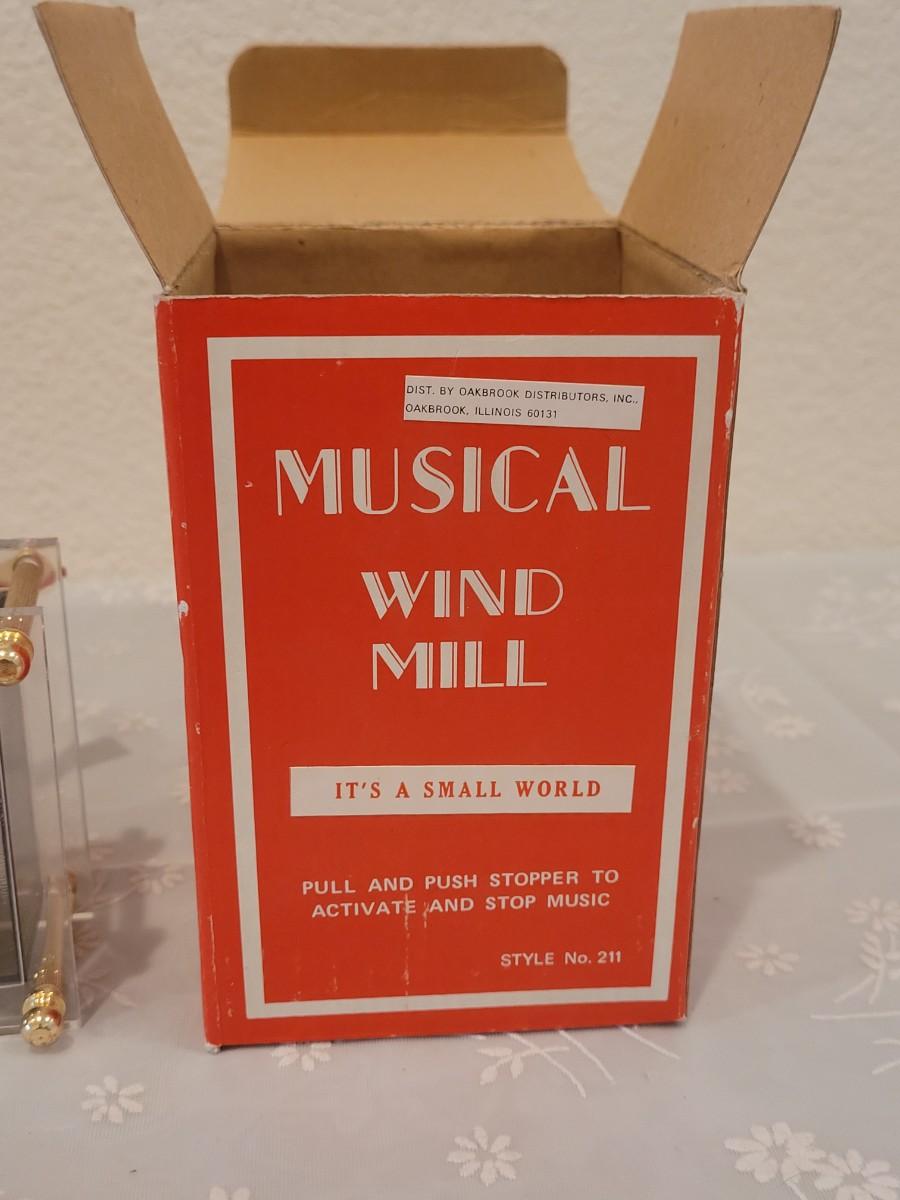 DIST. BY OAKBROOK DISTRIBUTORS, INC.,
OAKBROOK, ILLINOIS 60131
MUSICAL
WIND
MILL
IT'S A SMALL WORLD
PULL AND PUSH STOPPER TO
ACTIVATE AND STOP MUSIC
STYLE No. 211